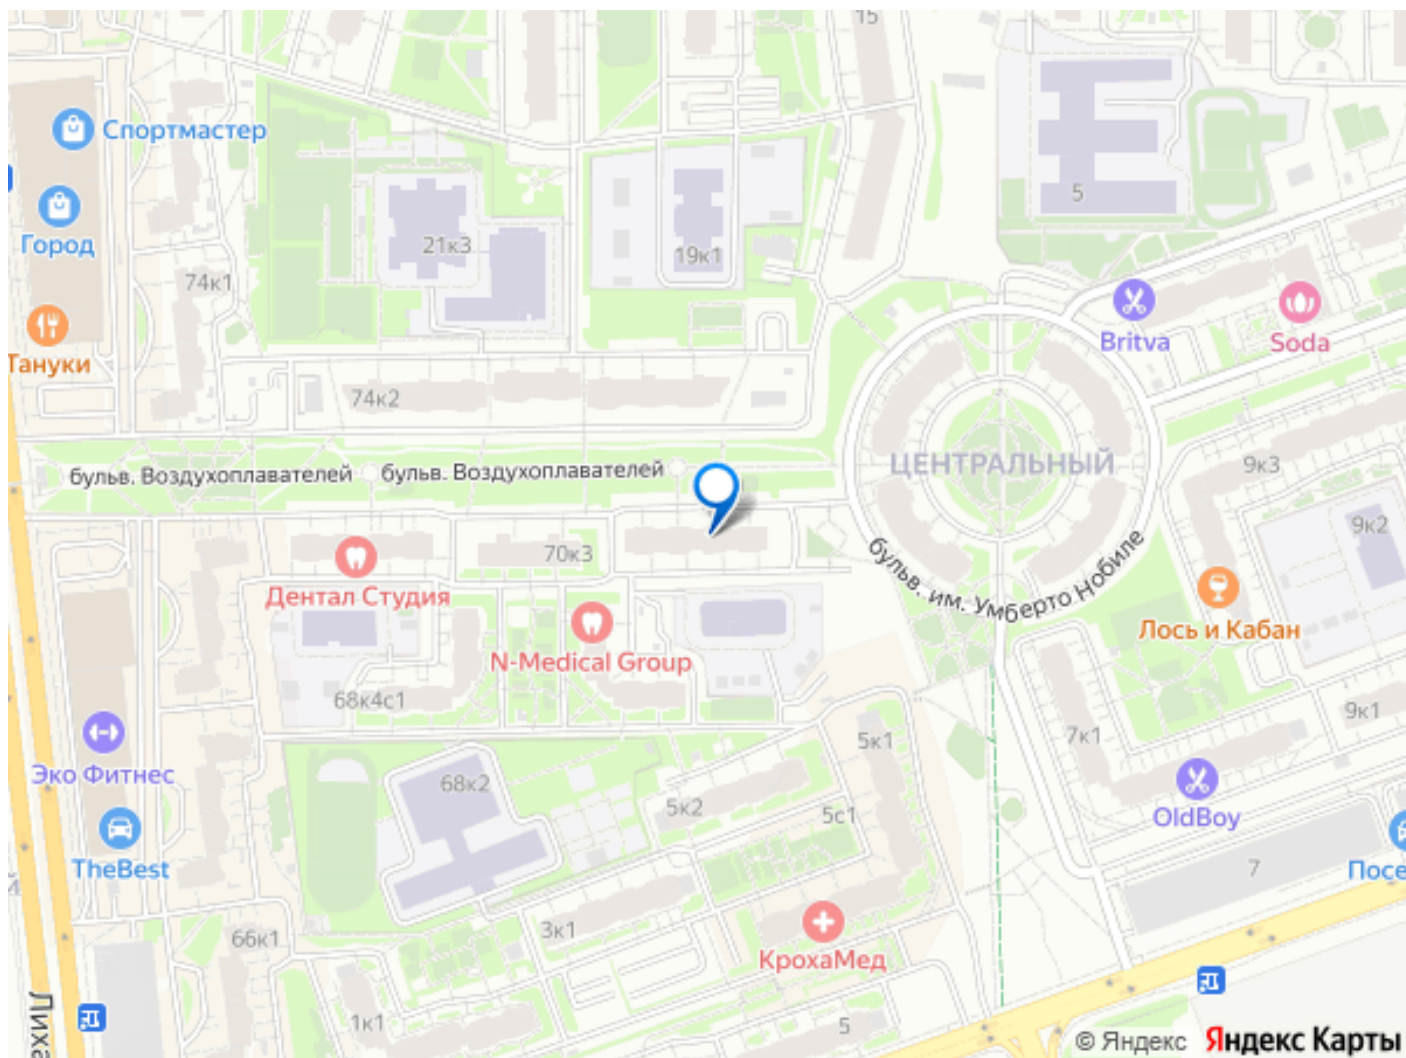 15
Спортмастер
5
Город
21к3
19к1
74к1
Britva
Soda
Тануки
74к2
бульв. Воздухоплавателей
бульв. Воздухоплавателей
ЦЕНТРАЛЬНЫЙ
9к3
9к2
70к3
бульв. им. Умберто Нобиле
Дентал Студия
Лось и Кабан
N-Medical Group
68к4с1
9к1
5к1
7к1
Эко Фитнес
68к2
5к2
5с1
OldBoy
TheBest
7
Посе
3к1
66к1
КрохаМед
Лиха
1к1
5
© Яндекс
Яндекс Карты